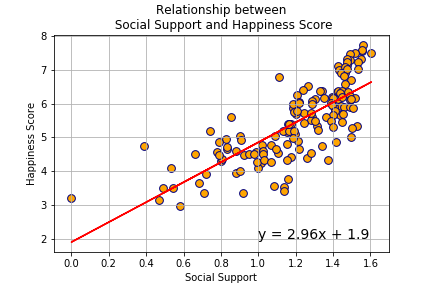 Relationship between
Social Support and Happiness Score
Happiness Score
8
7
6
5
4
3
2
y = 2.96x + 1.9
0.0 0.2 0.4 0.6 0.8 1.0 1.2 1.4 1.6
Social Support